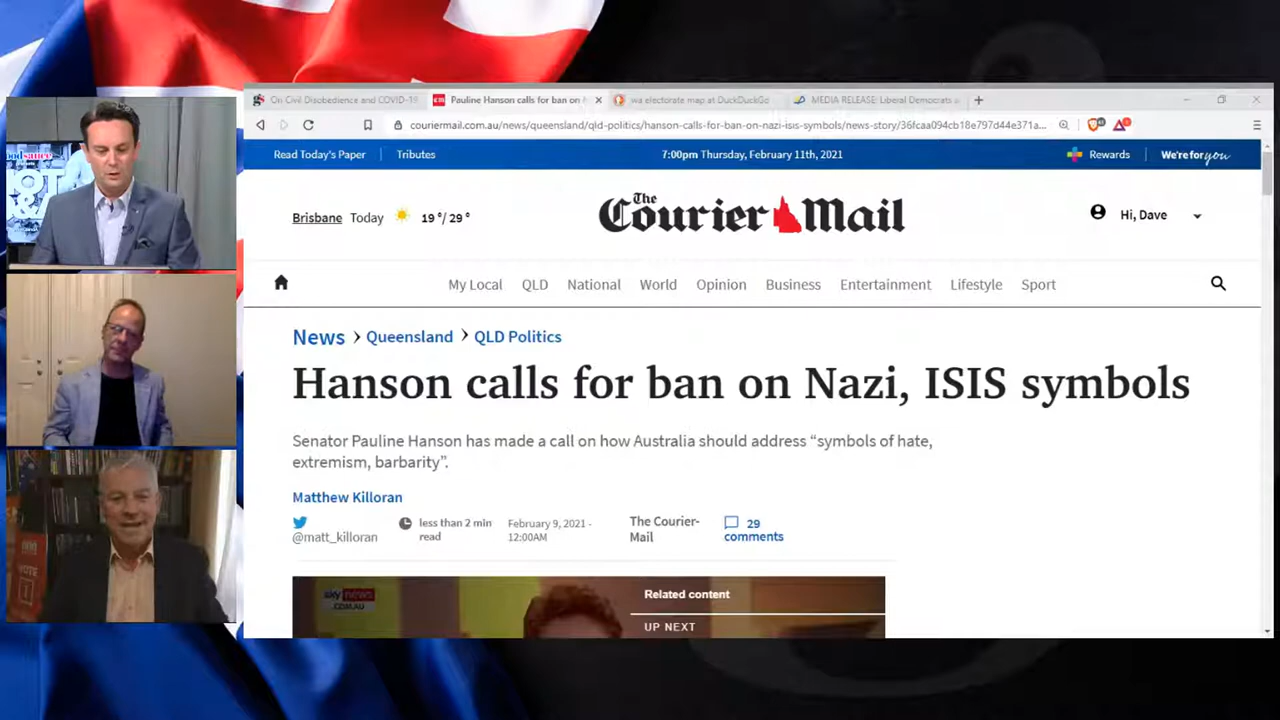 On Civil Disobedience and COVID-19
Pauline Hanson calls for ban on
wa electorate map at DuckDuckGo
MEDIA RELEASE: Liberal Democrats
couriermail.com.au/news/queensland/qld-politics/hanson-calls-for-ban-on-nazi-isis-symbols/news-story/36fcaa094cb18e797d44e371a...
Read Today's Paper
Tributes
7:00pm Thursday, February 11th, 2021
Rewards
We're for you
Brisbane Today 19°/29°
The Courier Mail
Hi, Dave
My Local QLD National World Opinion Business Entertainment Lifestyle Sport
News > Queensland > QLD Politics
Hanson calls for ban on Nazi, ISIS symbols
Senator Pauline Hanson has made a call on how Australia should address “symbols of hate,
extremism, barbarity”.
Matthew Killoran
@matt_killoran
less than 2 min
read
February 9, 2021 -
12:00AM
The Courier-
Mail
29
comments
sky news
.COM.AU
Related content
UP NEXT
VOTE
1